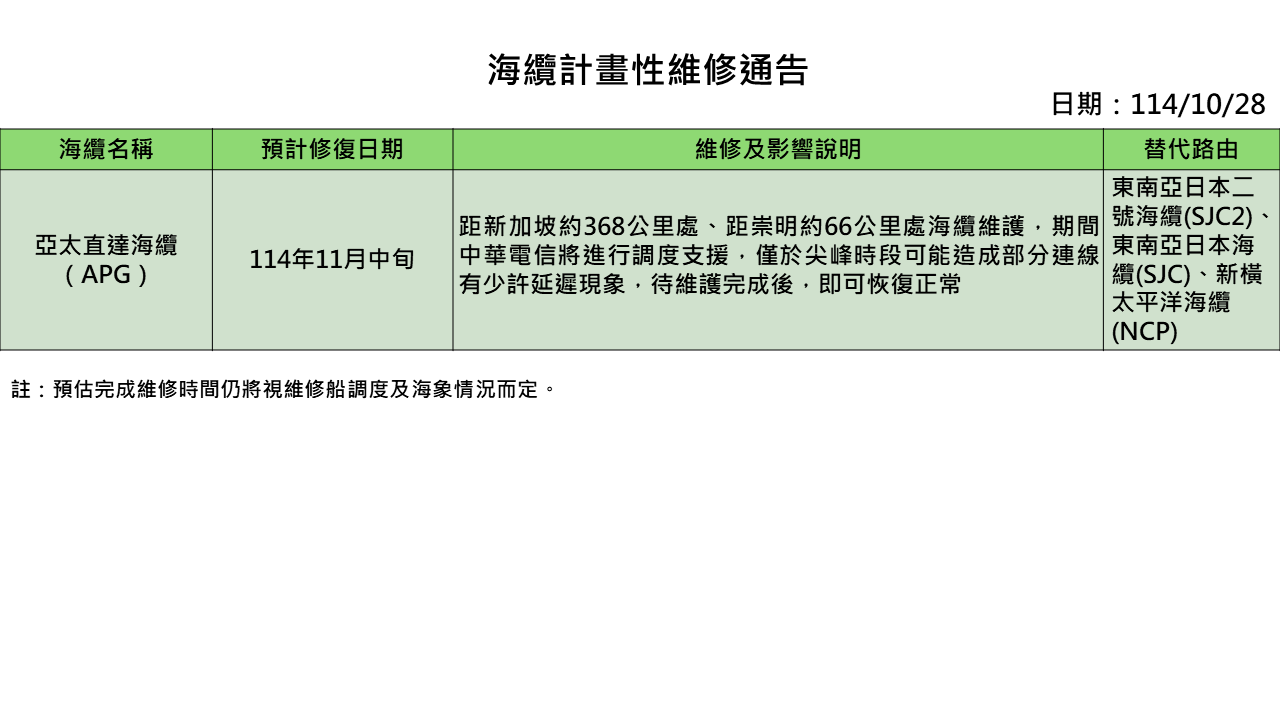 海纜計畫性維修通告
日期：114/10/28
海纜名稱
預計修復日期
維修及影響說明
替代路由
亞太直達海纜
（APG）
114年11月中旬
距新加坡約368公里處、距崇明約66公里處海纜維護，期間
中華電信將進行調度支援，僅於尖峰時段可能造成部分連線
有少許延遲現象，待維護完成後，即可恢復正常
東南亞日本二
號海纜(SJC2)、
東南亞日本海
纜(SJC)、新橫
太平洋海纜
(NCP)
註：預估完成維修時間仍將視維修船調度及海象情況而定。